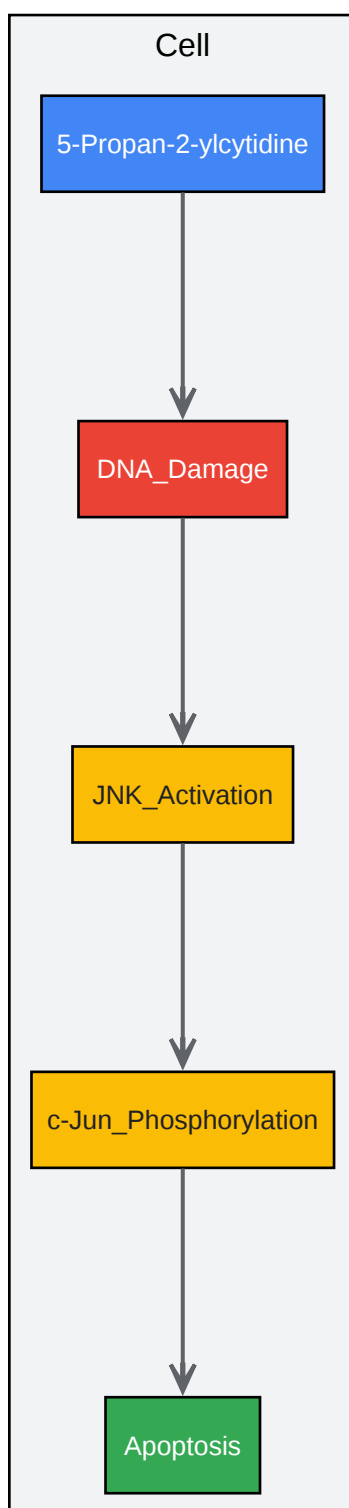 Cell
5-Propan-2-ylcytidine
DNA_Damage
JNK_Activation
c-Jun_Phosphorylation
Apoptosis